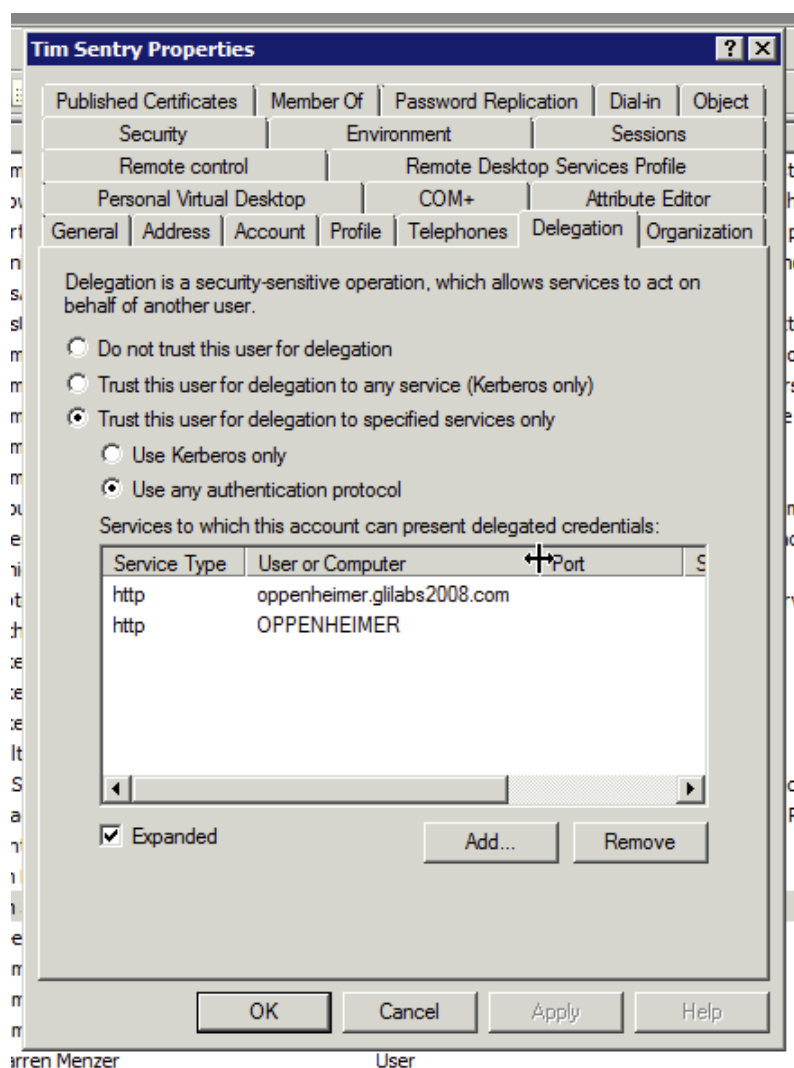 Tim Sentry Properties
Published Certificates Member Of Password Replication Dial-in Object
Security Environment Sessions
Remote control Remote Desktop Services Profile
Personal Virtual Desktop COM+ Attribute Editor
General Address Account Profile Telephones Delegation Organization
Delegation is a security-sensitive operation, which allows services to act on
behalf of another user.
Do not trust this user for delegation
Trust this user for delegation to any service (Kerberos only)
Trust this user for delegation to specified services only
Use Kerberos only
Use any authentication protocol
Services to which this account can present delegated credentials:
Service Type User or Computer Port S
http oppenheimer.glilabs2008.com
http OPPENHEIMER
Expanded Add... Remove
OK Cancel Apply Help
arren Menzer User